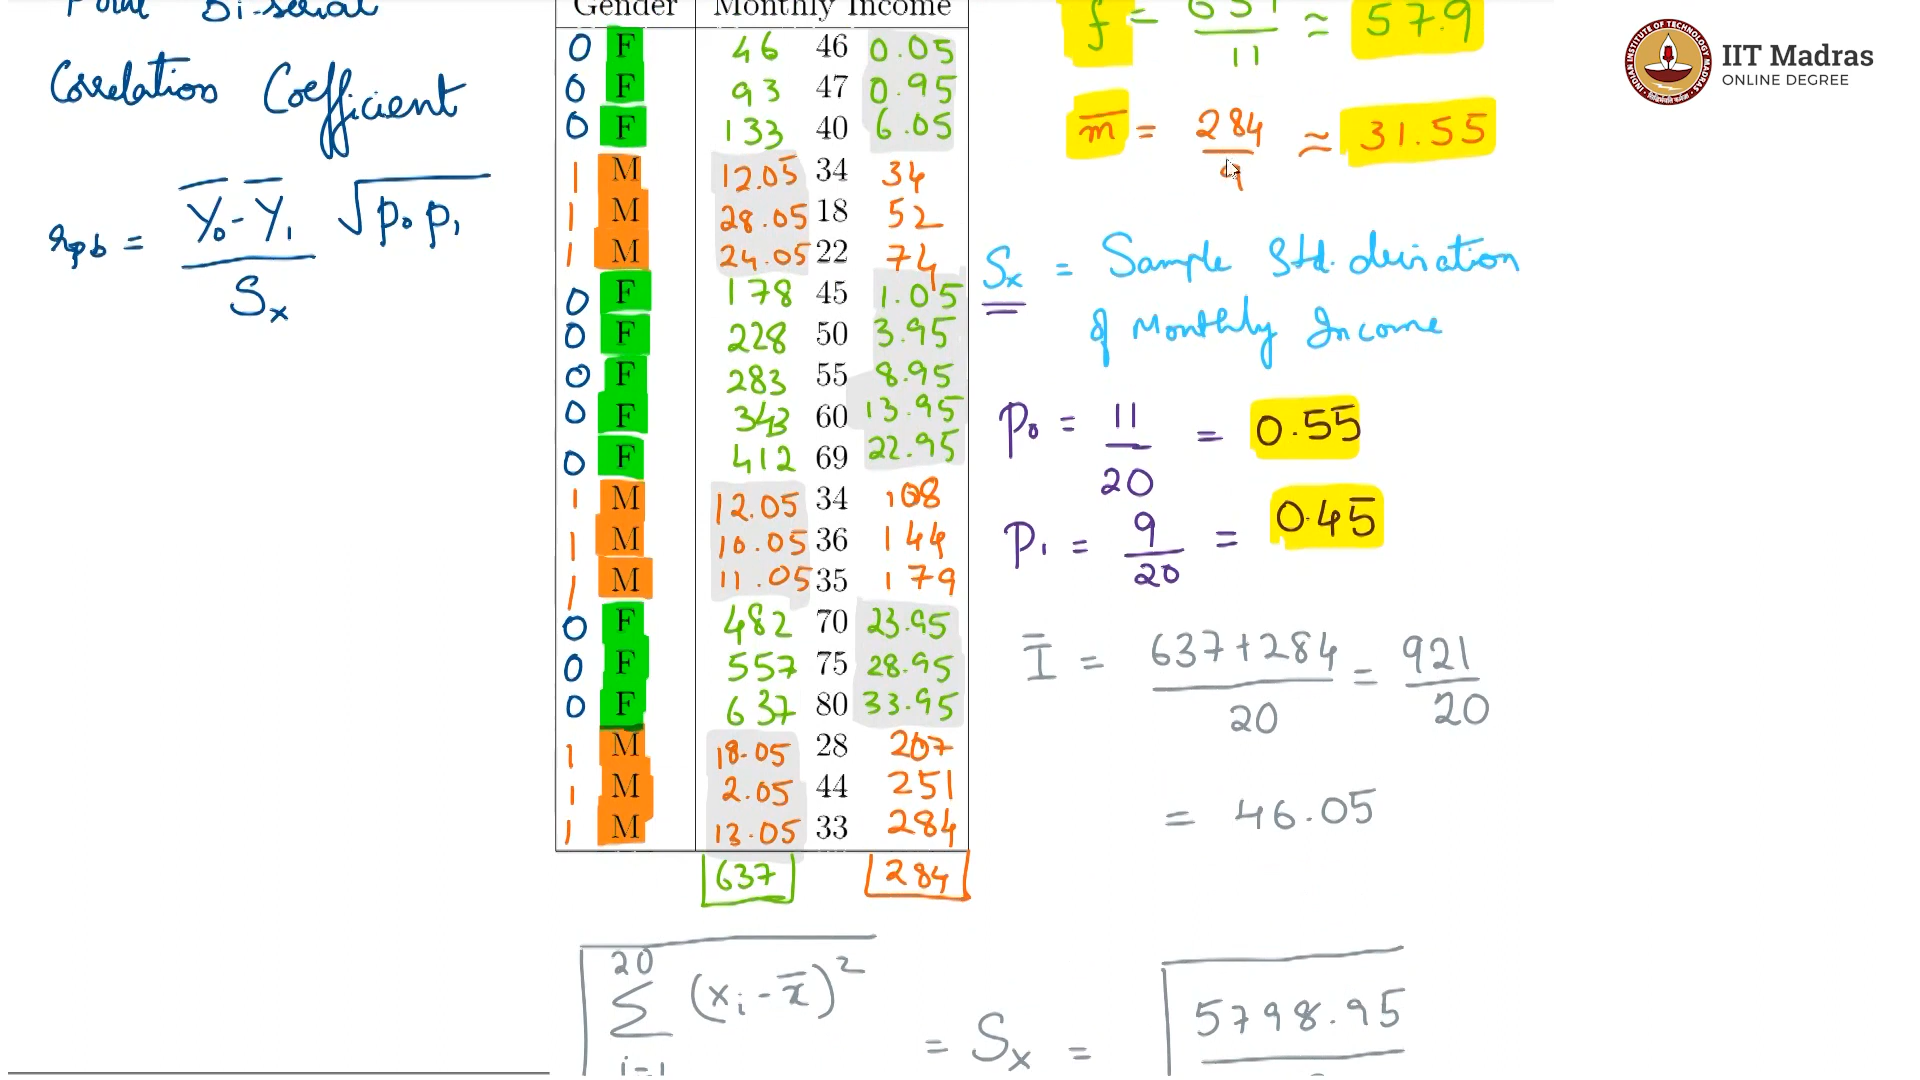 Point Bi-serial
Correlation Coefficient
r_pb = (Ȳ₀ - Ȳ₁) / Sₓ √p₀ p₁
Gender Monthly Income
0 F 46 46 0.05
0 F 93 47 0.95
0 F 133 40 6.05
1 M 12.05 34 34
1 M 28.05 18 52
1 M 24.05 22 74
0 F 178 45 1.05
0 F 228 50 3.95
0 F 283 55 8.95
0 F 343 60 13.95
0 F 412 69 22.95
1 M 12.05 34 108
1 M 10.05 36 144
1 M 11.05 35 179
0 F 482 70 23.95
0 F 557 75 28.95
0 F 637 80 33.95
1 M 18.05 28 207
1 M 2.05 44 251
1 M 13.05 33 284
637 284
f̄ = 637 / 11 ≈ 57.9
m̄ = 284 / 9 ≈ 31.55
Sₓ = Sample Std. deviation
of Monthly Income
p₀ = 11 / 20 = 0.55
p₁ = 9 / 20 = 0.45
Ī = 637+284 / 20 = 921 / 20
= 46.05
20
Σ (xᵢ - x̄)²
i=1
= Sₓ = √ 5798.95
IIT Madras
ONLINE DEGREE
INDIAN INSTITUTE OF TECHNOLOGY MADRAS